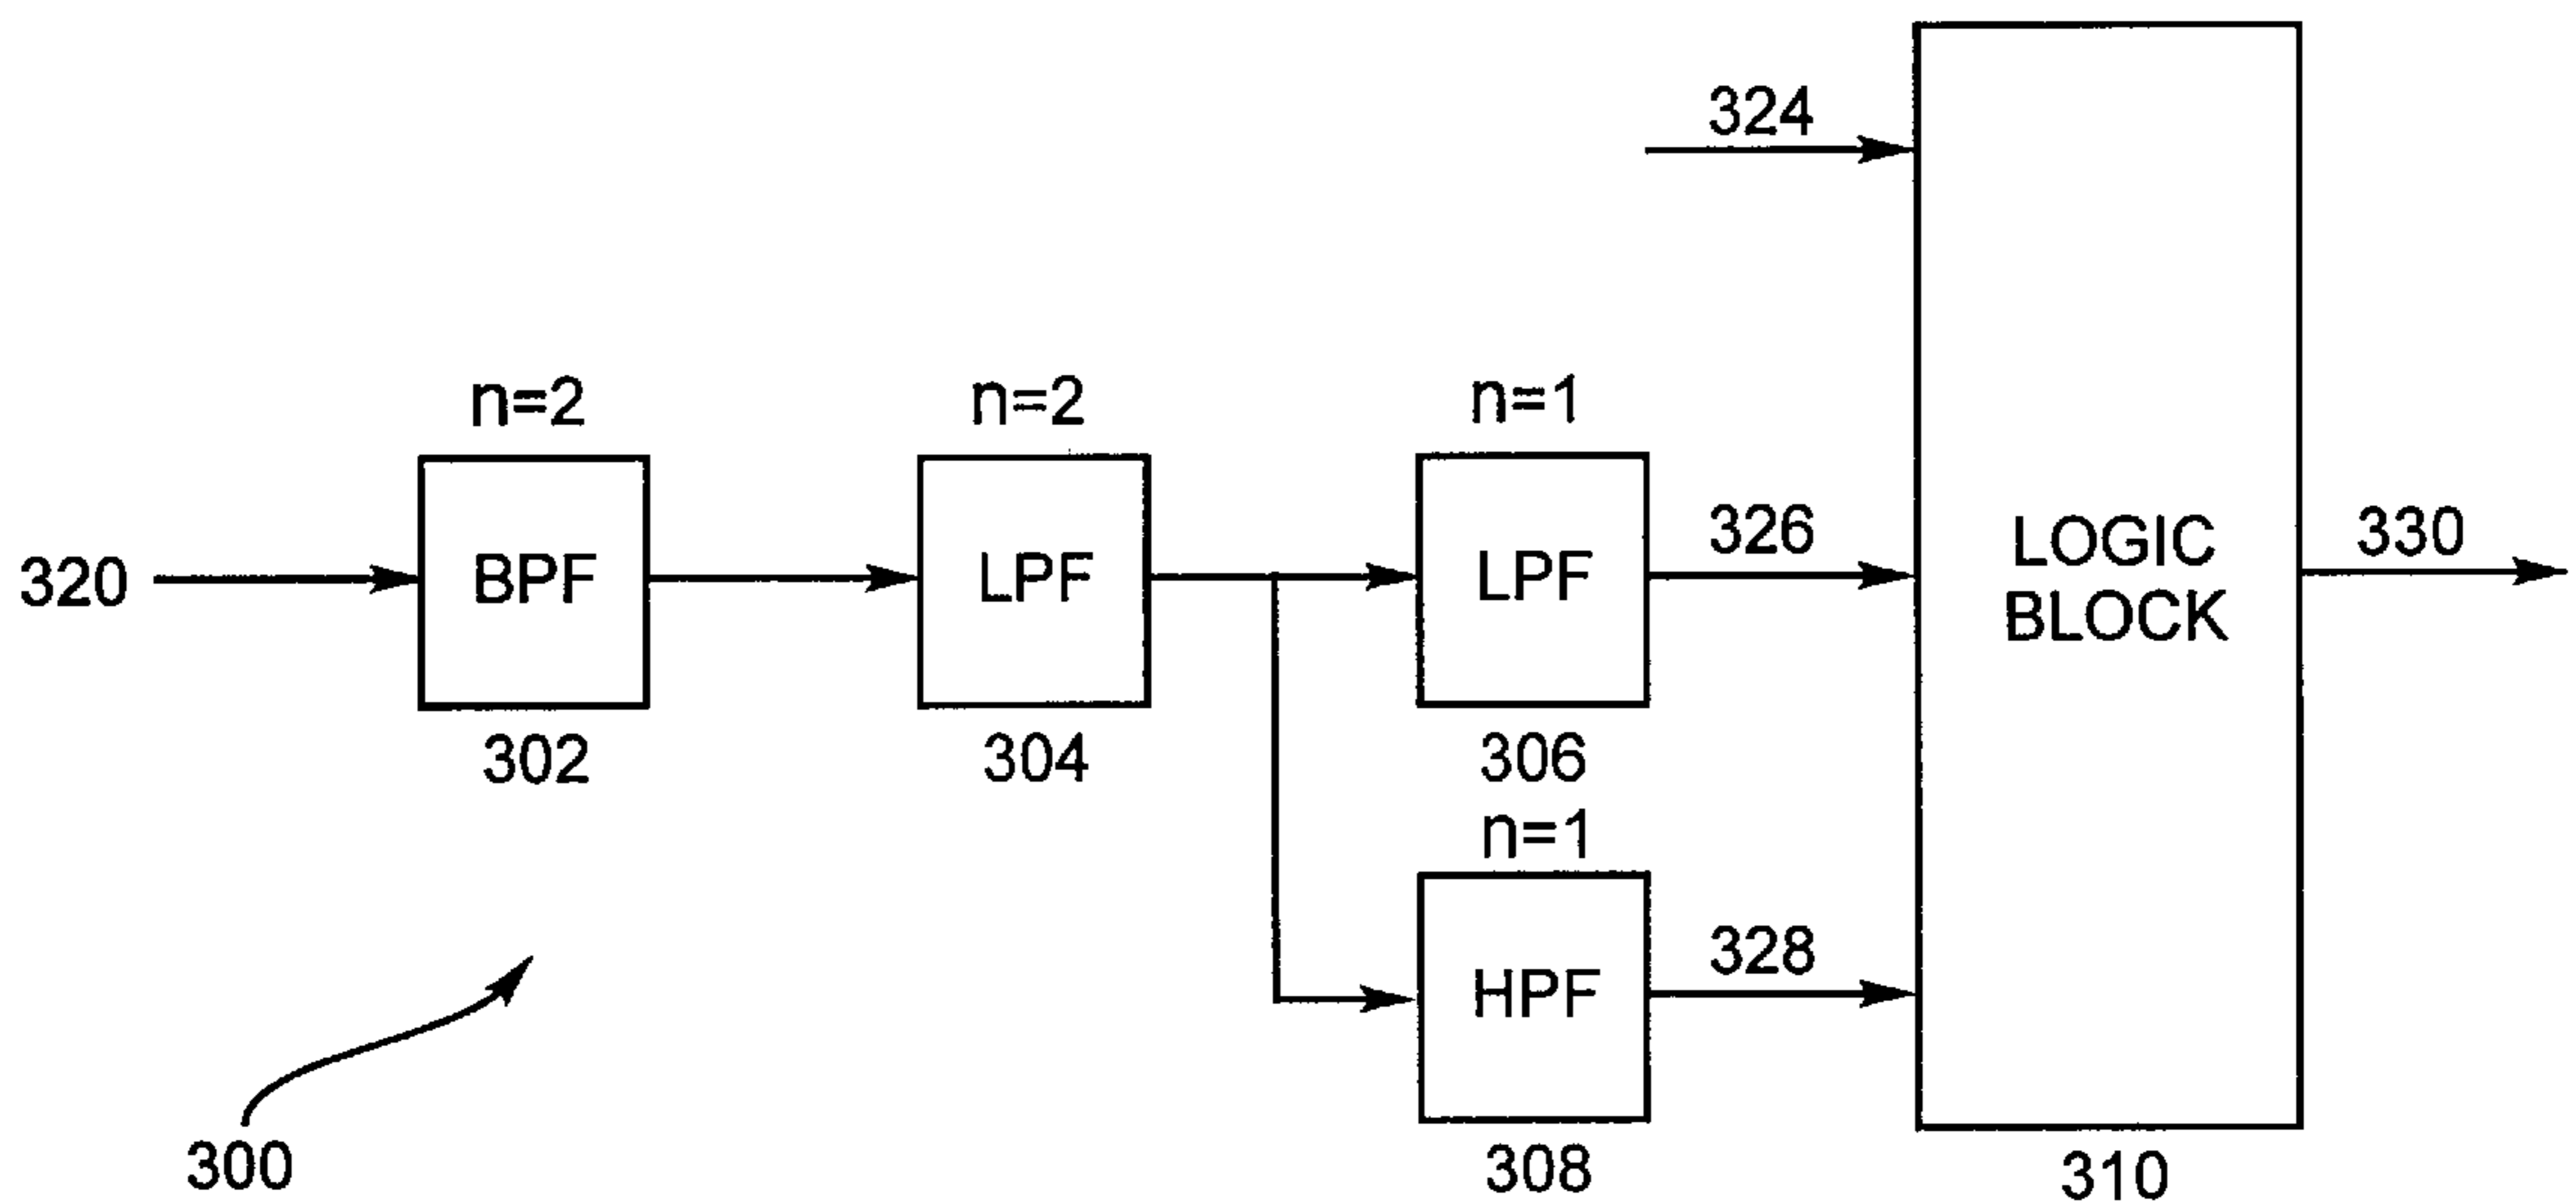 324
n=2
n=2
n=1
320
BPF
LPF
LPF
326
LOGIC
BLOCK
330
302
304
306
n=1
HPF
328
300
308
310